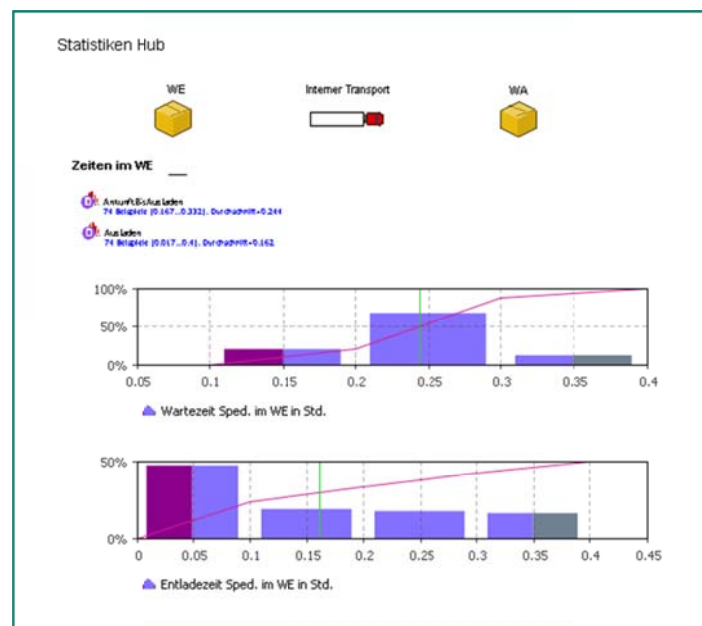 Statistiken Hub
WE Interner Transport WA
Zeiten im WE
AnkunftBisAusladen
74 Beispiele [0.167...0.332]. Durchschnitt=0.244
Ausladen
74 Beispiele [0.017...0.4]. Durchschnitt=0.162
100%
50%
0%
0.05 0.1 0.15 0.2 0.25 0.3 0.35 0.4
Wartezeit Sped. im WE in Std.
50%
0%
0 0.05 0.1 0.15 0.2 0.25 0.3 0.35 0.4 0.45
Entladezeit Sped. im WE in Std.